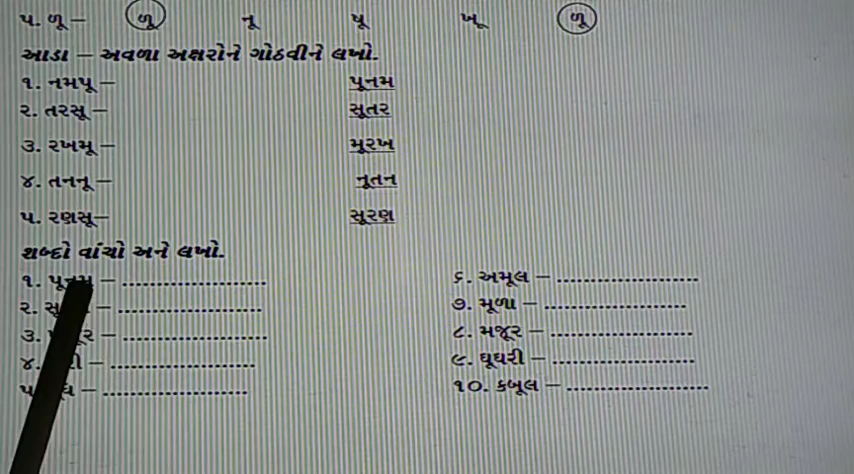 ૫. ળૂ – ળૂ નૂ ષૂ ખૂ ળૂ
આડા – અવળા અક્ષરોને ગોઠવીને લખો.
૧. નમપૂ – પૂનમ
૨. તરસૂ – સૂતર
૩. રખમૂ – મૂરખ
૪. તનનૂ – નૂતન
૫. રણસૂ – સૂરણ
શબ્દો વાંચો અને લખો.
૧. પૂનમ – ........................ ૬. અમૂલ – ........................
૨. – ........................ ૭. મૂળા – ........................
૩. – ........................ ૮. મજૂર – ........................
૪. – ........................ ૯. ઘૂઘરી – ........................
૫ – ........................ ૧૦. કબૂલ – ........................